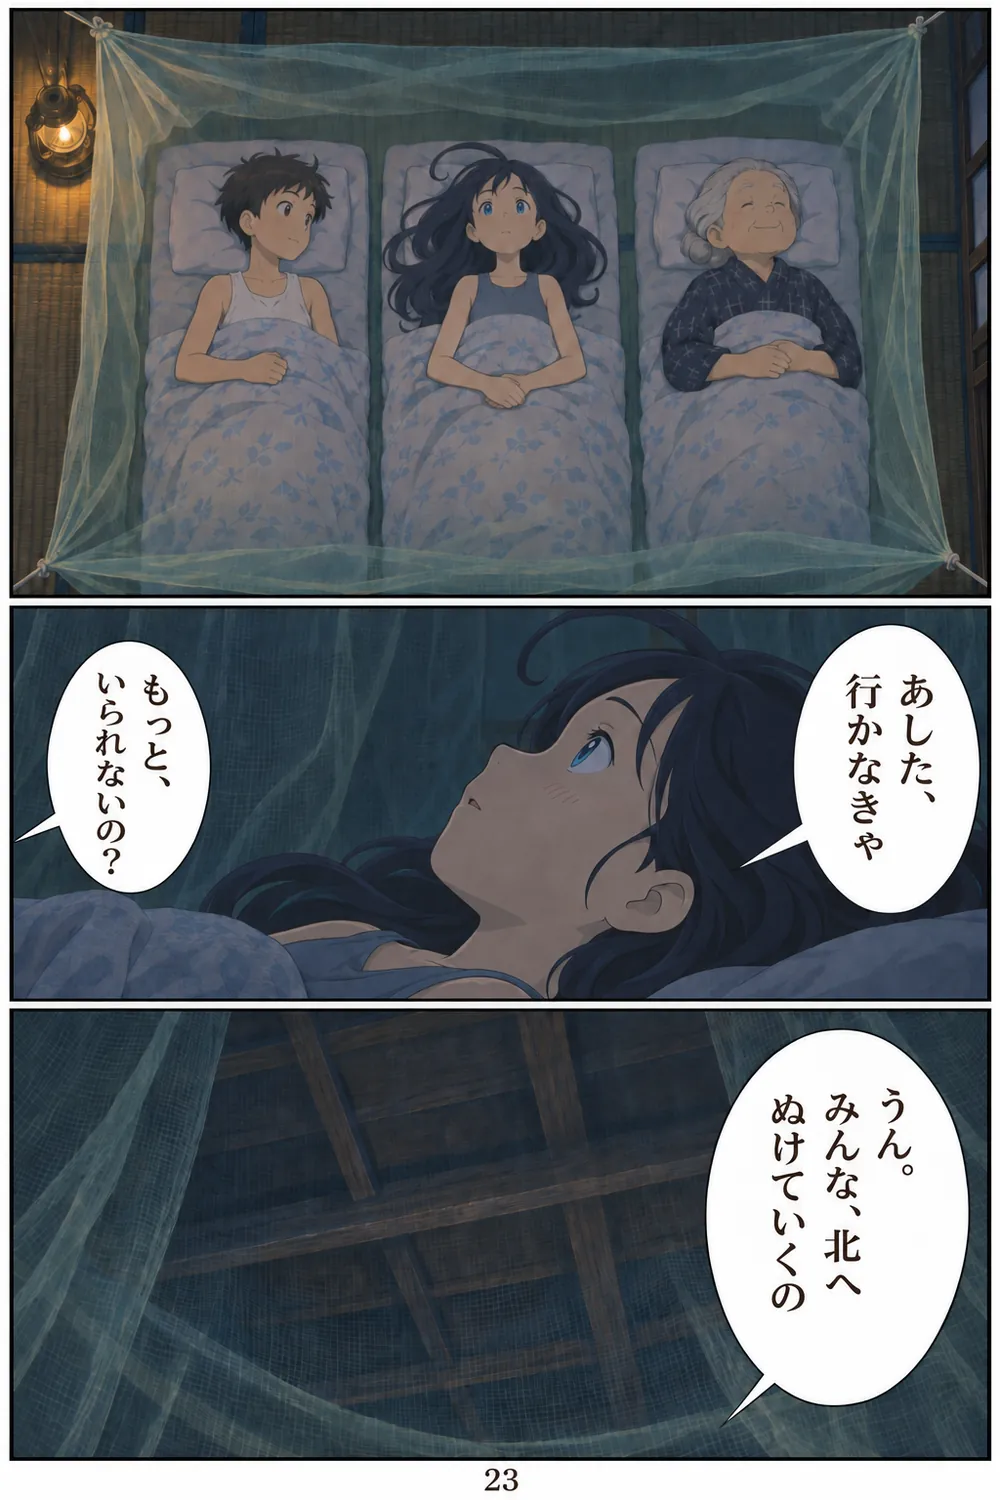 あした、
行かなきゃ
もっと、
いられないの？
うん。
みんな、北へ
ぬけていくの
23